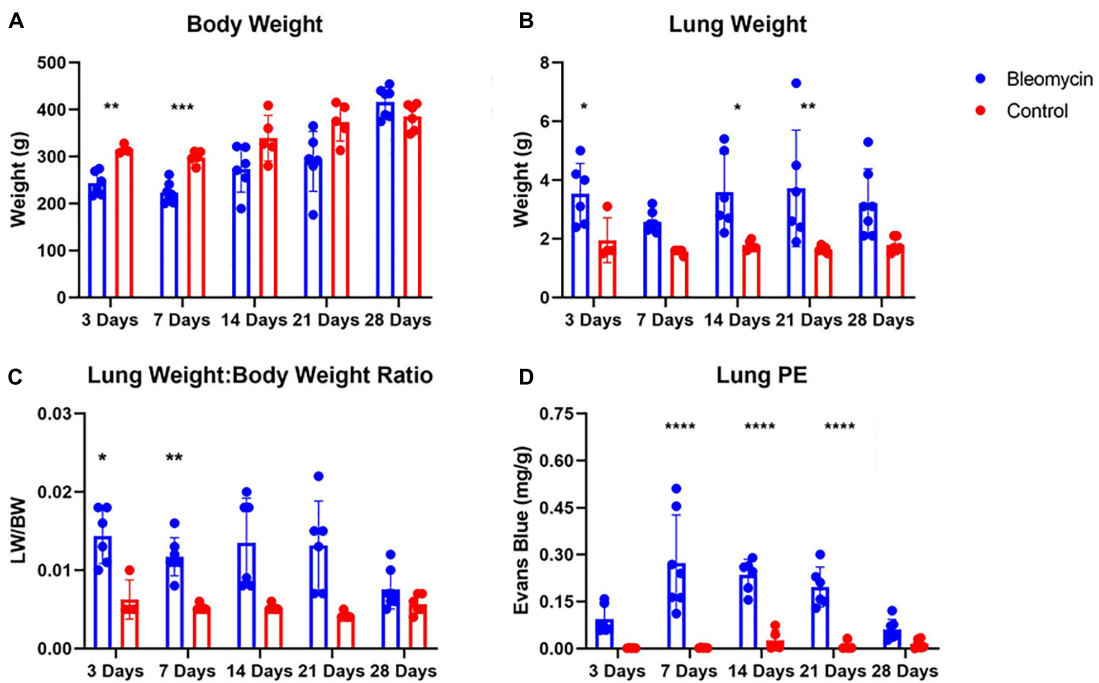 A
Body Weight
Weight (g)
500
400
300
200
100
0
** ***
3 Days 7 Days 14 Days 21 Days 28 Days
B
Lung Weight
Weight (g)
8
6
4
2
0
* * **
3 Days 7 Days 14 Days 21 Days 28 Days
Bleomycin
Control
C
Lung Weight:Body Weight Ratio
LW/BW
0.03
0.02
0.01
0.00
* **
3 Days 7 Days 14 Days 21 Days 28 Days
D
Lung PE
Evans Blue (mg/g)
0.75
0.60
0.45
0.30
0.15
0.00
**** **** ****
3 Days 7 Days 14 Days 21 Days 28 Days